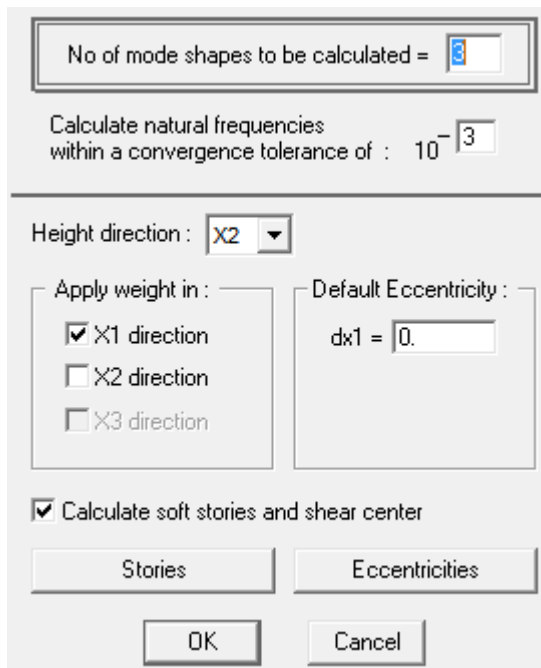 No of mode shapes to be calculated = 3
Calculate natural frequencies
within a convergence tolerance of : 10⁻ 3
Height direction : X2
Apply weight in :
X1 direction
X2 direction
X3 direction
Default Eccentricity :
dx1 = 0.
Calculate soft stories and shear center
Stories
Eccentricities
OK
Cancel